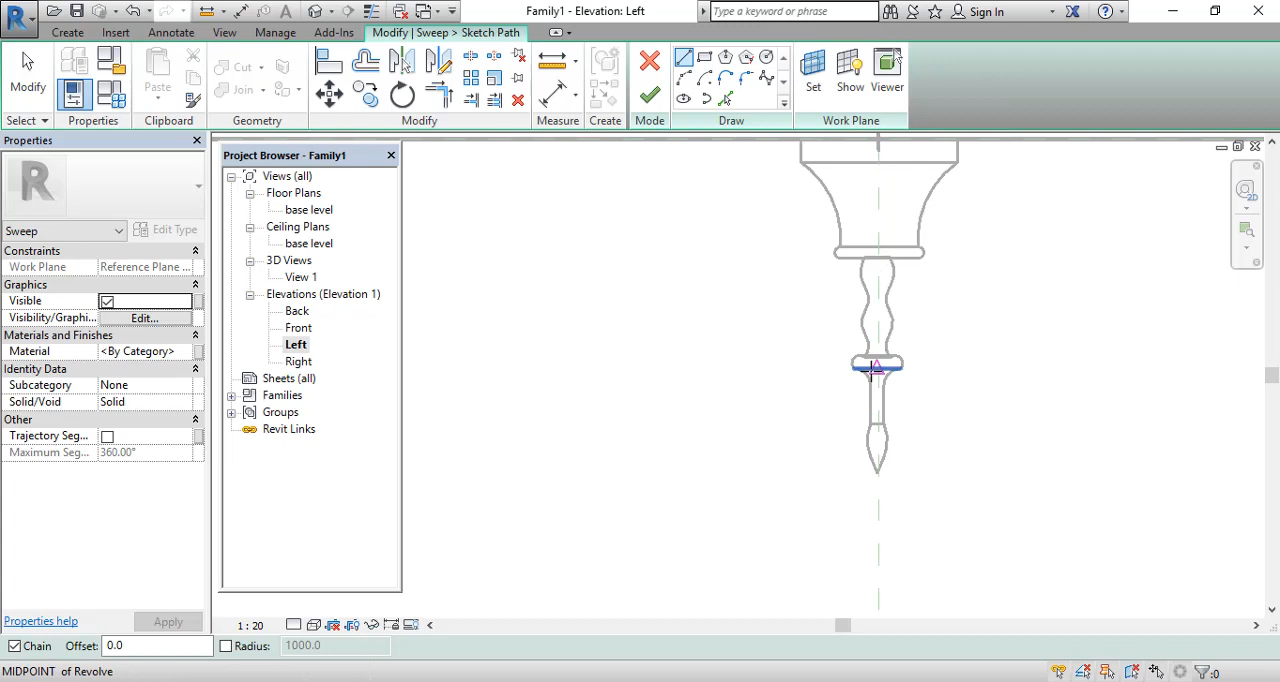 Family1 - Elevation: Left
Type a keyword or phrase
Sign In
Create Insert Annotate View Manage Add-Ins Modify | Sweep > Sketch Path
Modify
Paste
Cut
Join
Set Show Viewer
Select Properties Clipboard Geometry Modify Measure Create Mode Draw Work Plane
Properties
R
Sweep
Edit Type
Constraints
Work Plane Reference Plane ...
Graphics
Visible
Visibility/Graphi... Edit...
Materials and Finishes
Material <By Category>
Identity Data
Subcategory None
Solid/Void Solid
Other
Trajectory Seg...
Maximum Seg... 360.00°
Properties help
Apply
Project Browser - Family1
Views (all)
Floor Plans
base level
Ceiling Plans
base level
3D Views
View 1
Elevations (Elevation 1)
Back
Front
Left
Right
Sheets (all)
Families
Groups
Revit Links
2D
1 : 20
Chain Offset: 0.0 Radius: 1000.0
MIDPOINT of Revolve
:0